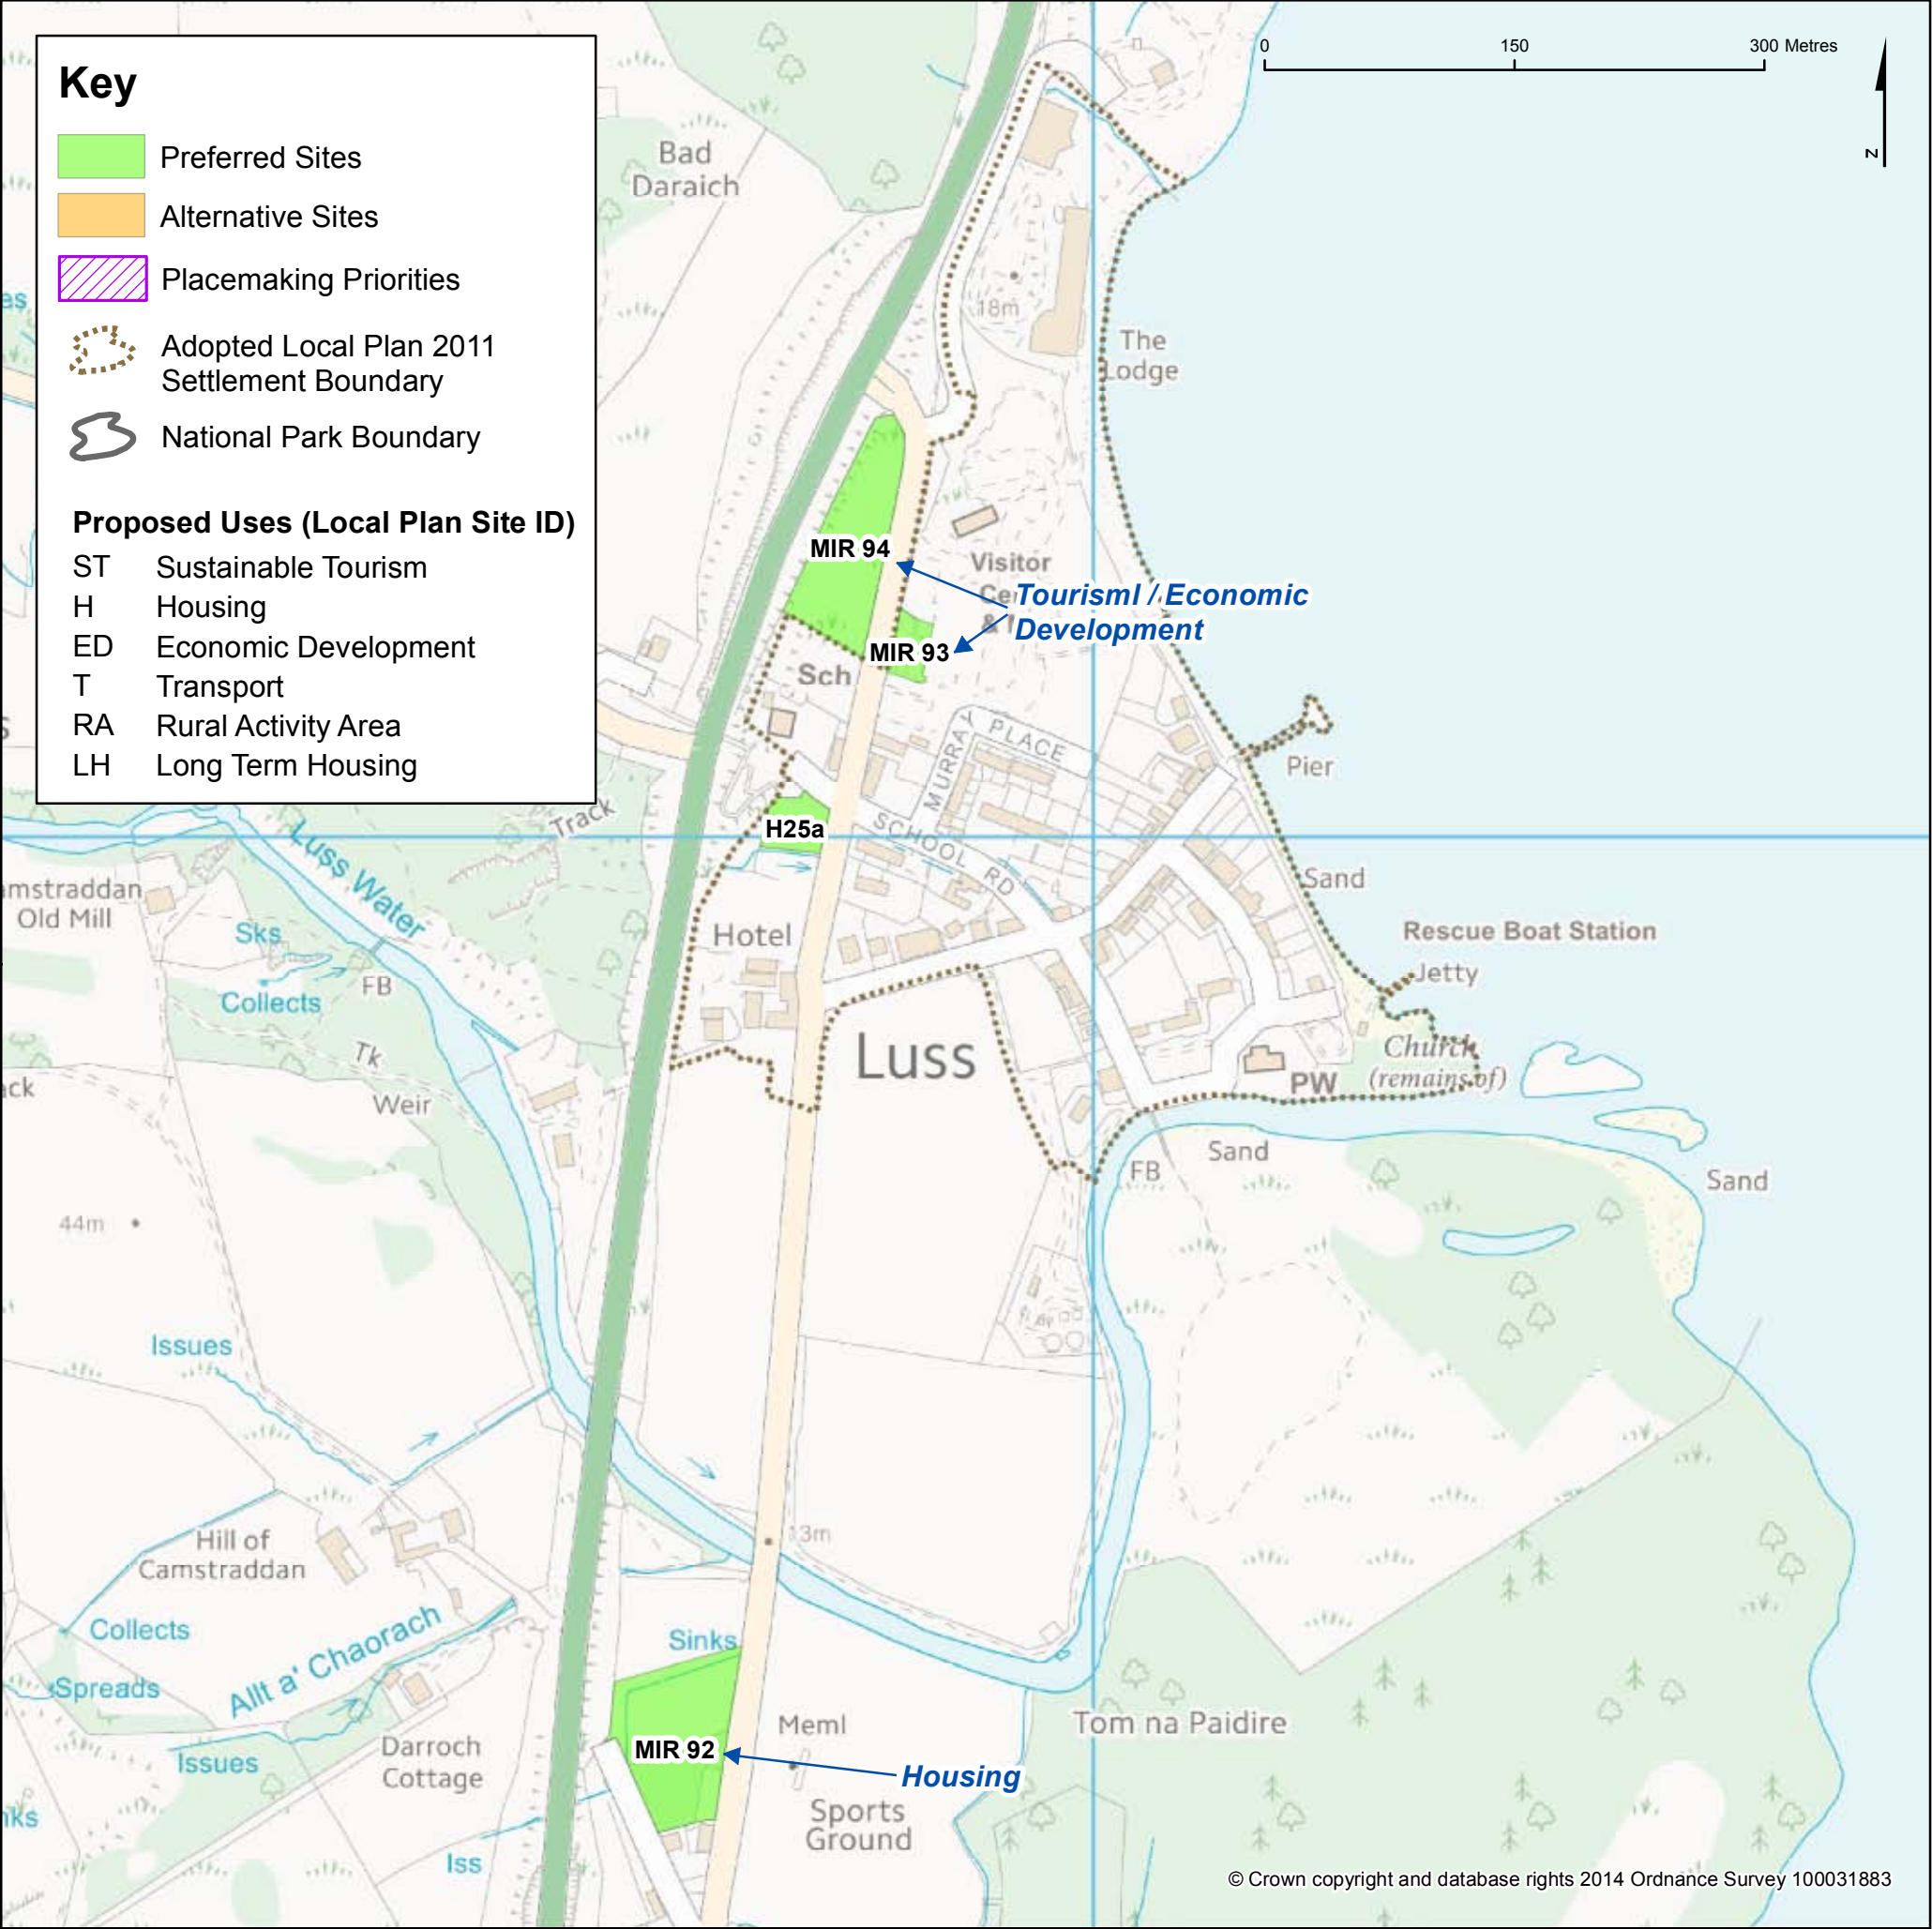 Key
Preferred Sites
Alternative Sites
Placemaking Priorities
Adopted Local Plan 2011
Settlement Boundary
National Park Boundary
Proposed Uses (Local Plan Site ID)
ST Sustainable Tourism
H Housing
ED Economic Development
T Transport
RA Rural Activity Area
LH Long Term Housing
0 150 300 Metres
N
Bad
Daraich
18m
The
Lodge
MIR 94
Visitor
Tourisml / Economic
Development
MIR 93
Sch
MURRAY PLACE
Pier
Track
H25a
SCHOOL RD
Luss Water
Old Mill
Sks
FB
Collects
Hotel
Sand
Rescue Boat Station
Jetty
Luss
Church
(remains of)
PW
Tk
Weir
Sand
FB
Sand
44m
Issues
13m
Hill of
Camstraddan
Collects
Allt a' Chaorach
Spreads
Sinks
Issues
Darroch
Cottage
MIR 92
Meml
Housing
Tom na Paidire
Sports
Ground
Iss
© Crown copyright and database rights 2014 Ordnance Survey 100031883